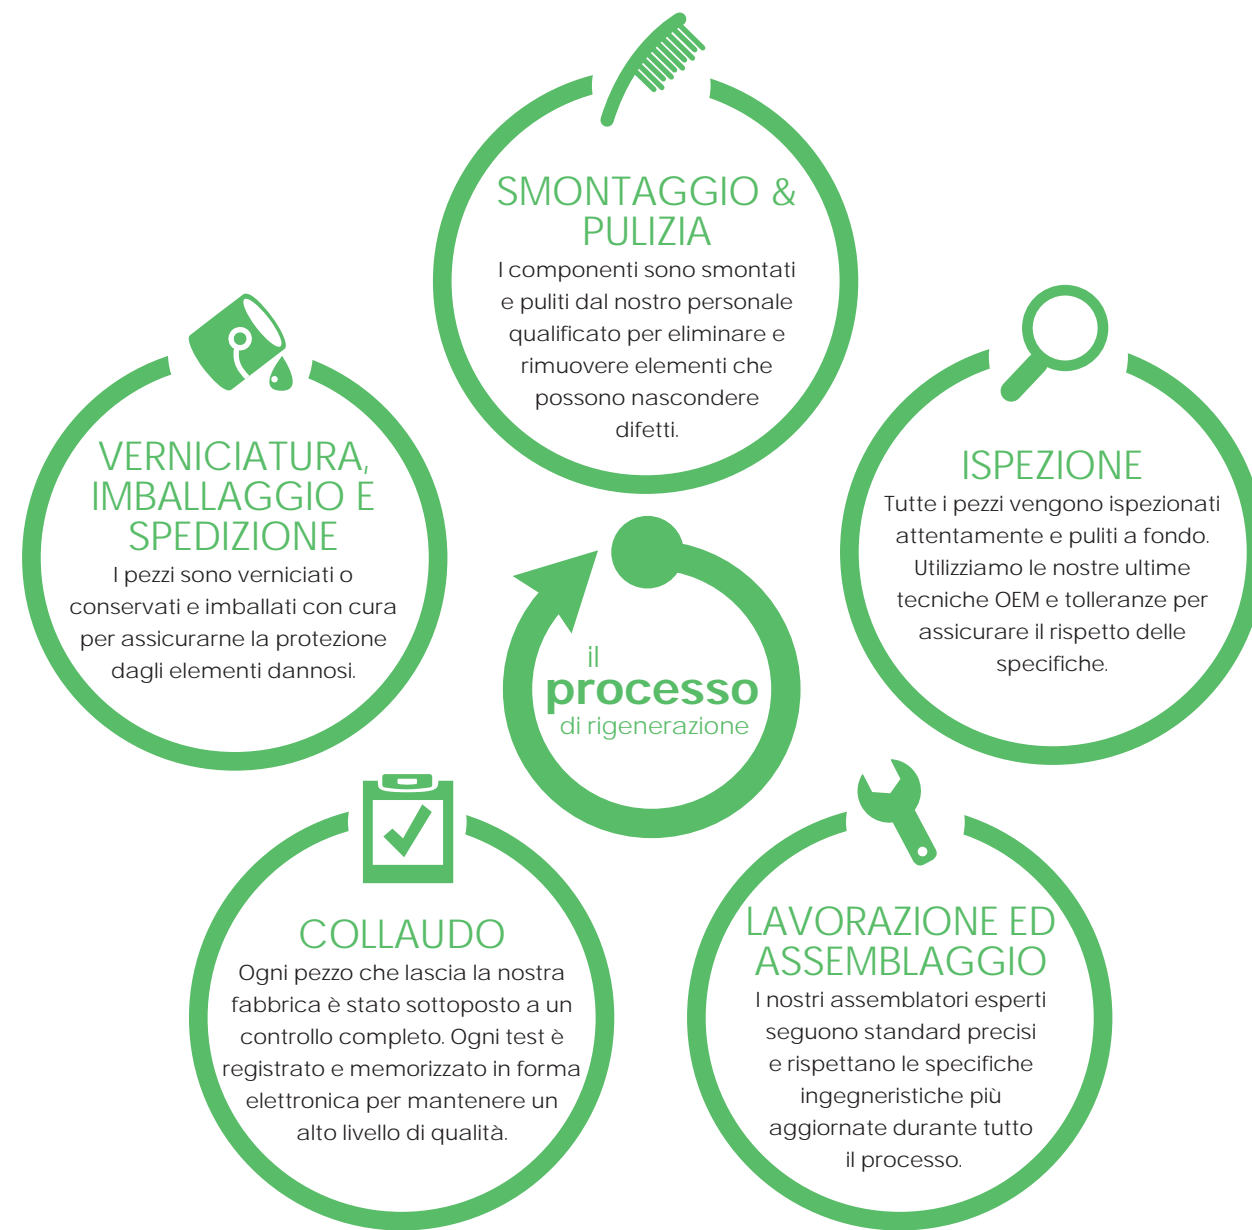 SMONTAGGIO &
PULIZIA
I componenti sono smontati
e puliti dal nostro personale
qualificato per eliminare e
rimuovere elementi che
possono nascondere
difetti.
ISPEZIONE
Tutte i pezzi vengono ispezionati
attentamente e puliti a fondo.
Utilizziamo le nostre ultime
tecniche OEM e tolleranze per
assicurare il rispetto delle
specifiche.
LAVORAZIONE ED
ASSEMBLAGGIO
I nostri assemblatori esperti
seguono standard precisi
e rispettano le specifiche
ingegneristiche più
aggiornate durante tutto
il processo.
COLLAUDO
Ogni pezzo che lascia la nostra
fabbrica è stato sottoposto a un
controllo completo. Ogni test è
registrato e memorizzato in forma
elettronica per mantenere un
alto livello di qualità.
VERNICIATURA,
IMBALLAGGIO E
SPEDIZIONE
I pezzi sono verniciati o
conservati e imballati con cura
per assicurarne la protezione
dagli elementi dannosi.
il
processo
di rigenerazione